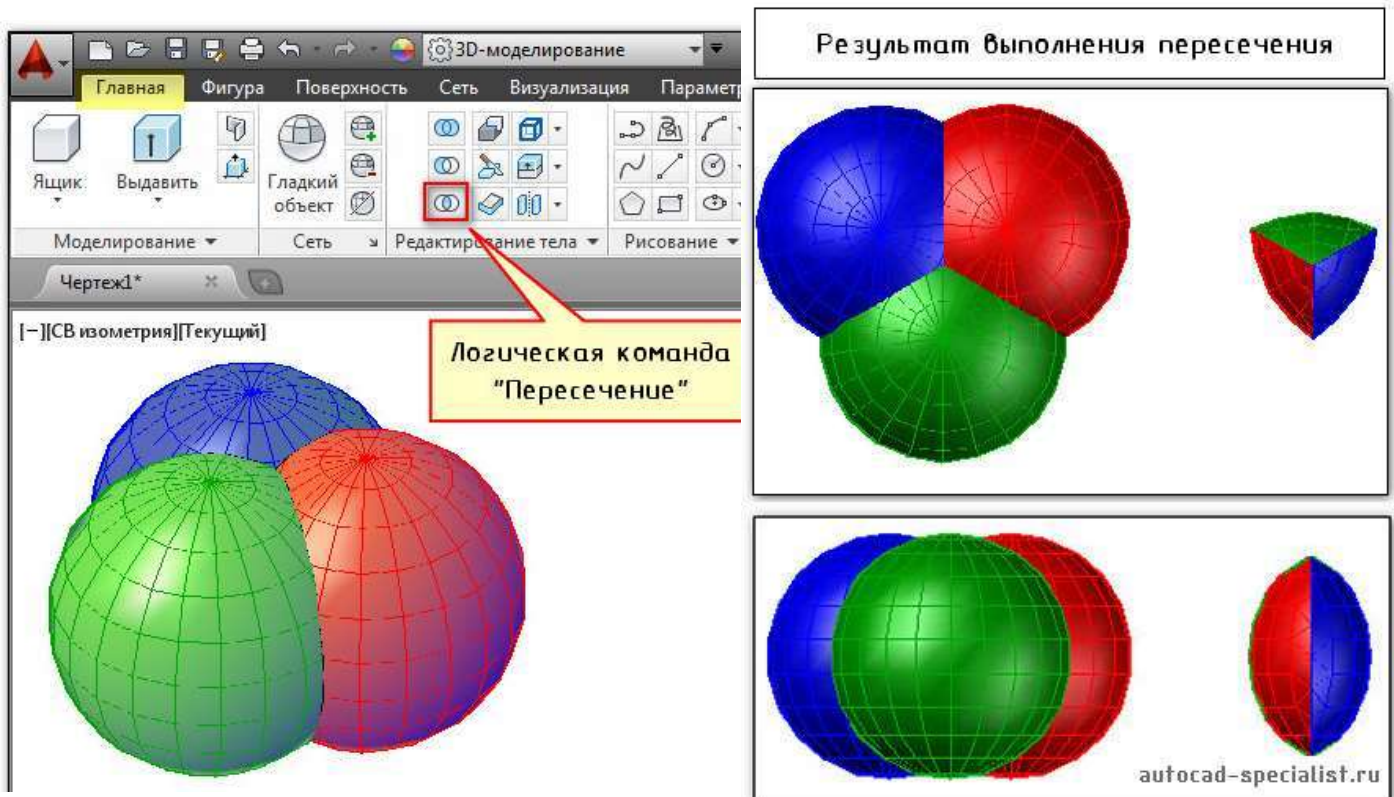 3D-моделирование
Главная Фигура Поверхность Сеть Визуализация Парамет
Ящик Выдавить Гладкий объект
Моделирование Сеть Редактирование тела Рисование
Чертеж1*
[−][СВ изометрия][Текущий]
Логическая команда
"Пересечение"
Результат выполнения пересечения
autocad-specialist.ru